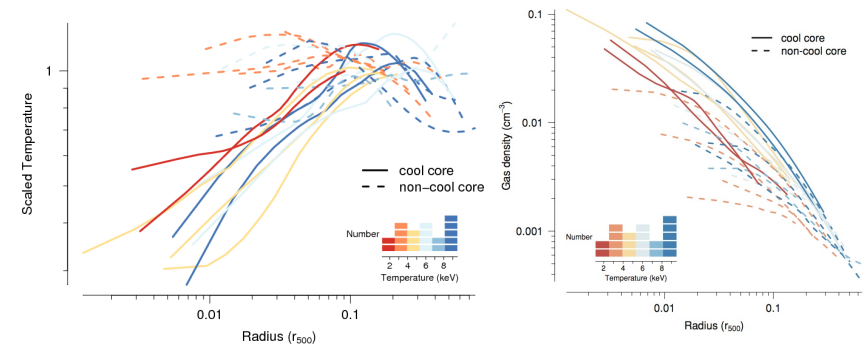 1
Scaled Temperature
cool core
non−cool core
Number
2 4 6 8
Temperature (keV)
0.01 0.1
Radius (r500)
0.1
0.01
0.001
Gas density (cm−3)
cool core
non-cool core
Number
2 4 6 8
Temperature (keV)
0.01 0.1
Radius (r500)